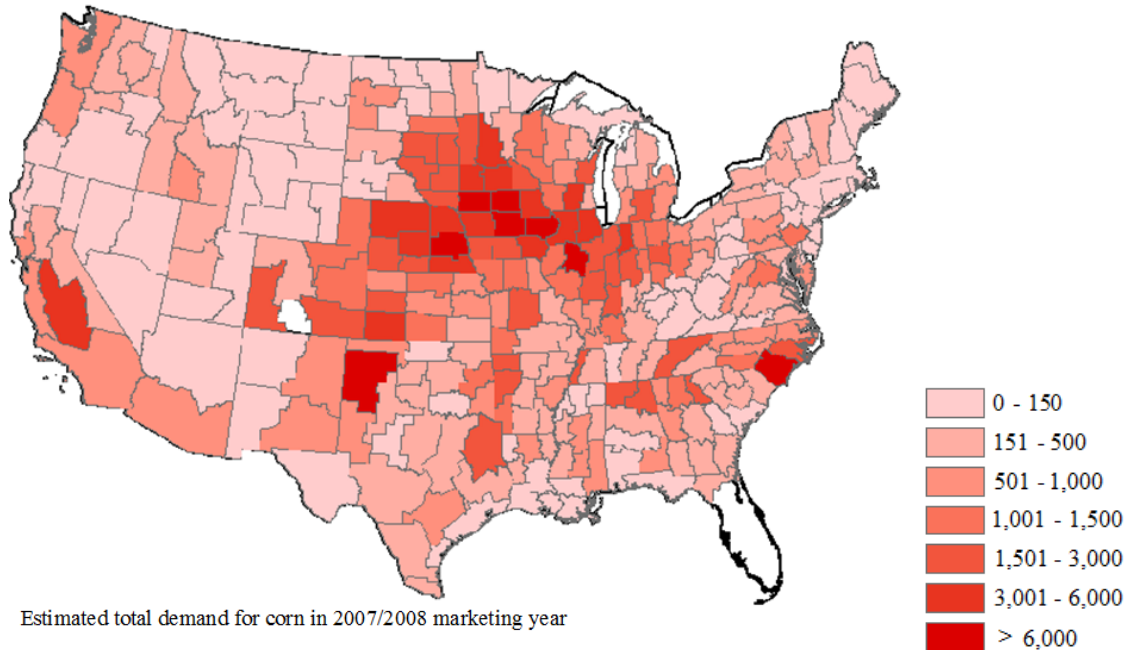 0 - 150
151 - 500
501 - 1,000
1,001 - 1,500
1,501 - 3,000
3,001 - 6,000
> 6,000
Estimated total demand for corn in 2007/2008 marketing year